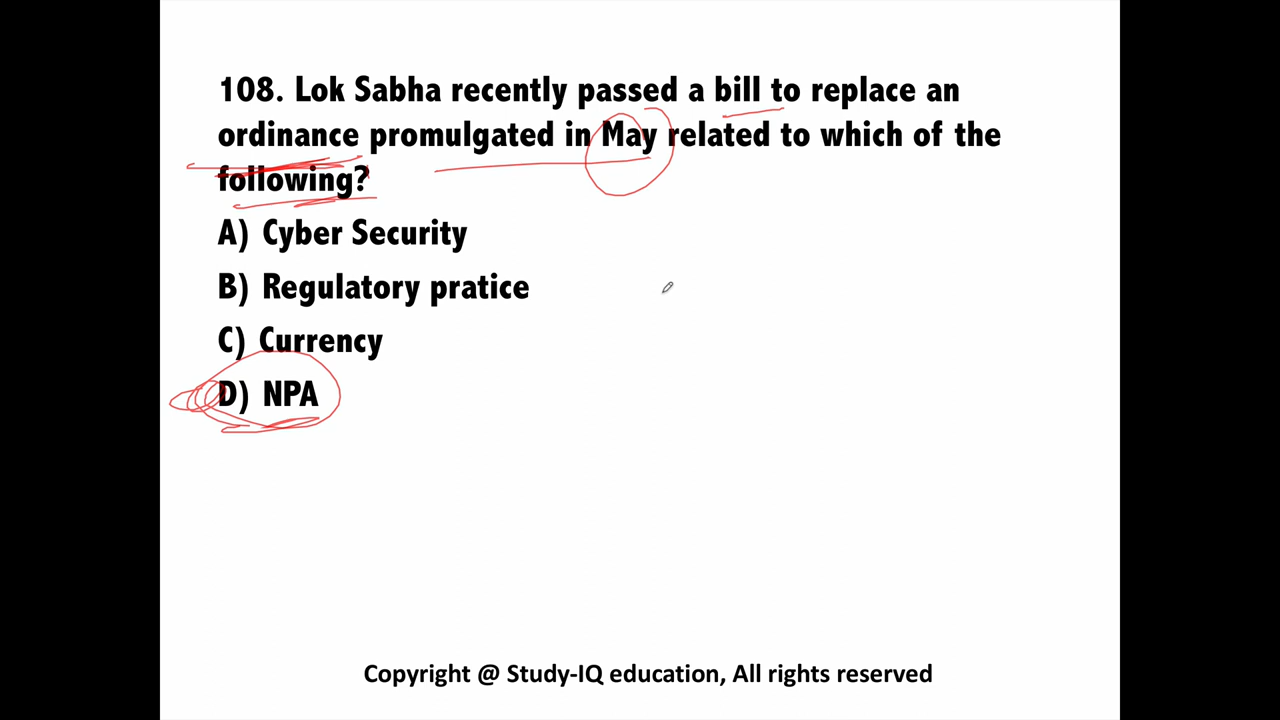 108. Lok Sabha recently passed a bill to replace an
ordinance promulgated in May related to which of the
following?
A) Cyber Security
B) Regulatory pratice
C) Currency
D) NPA
Copyright @ Study-IQ education, All rights reserved